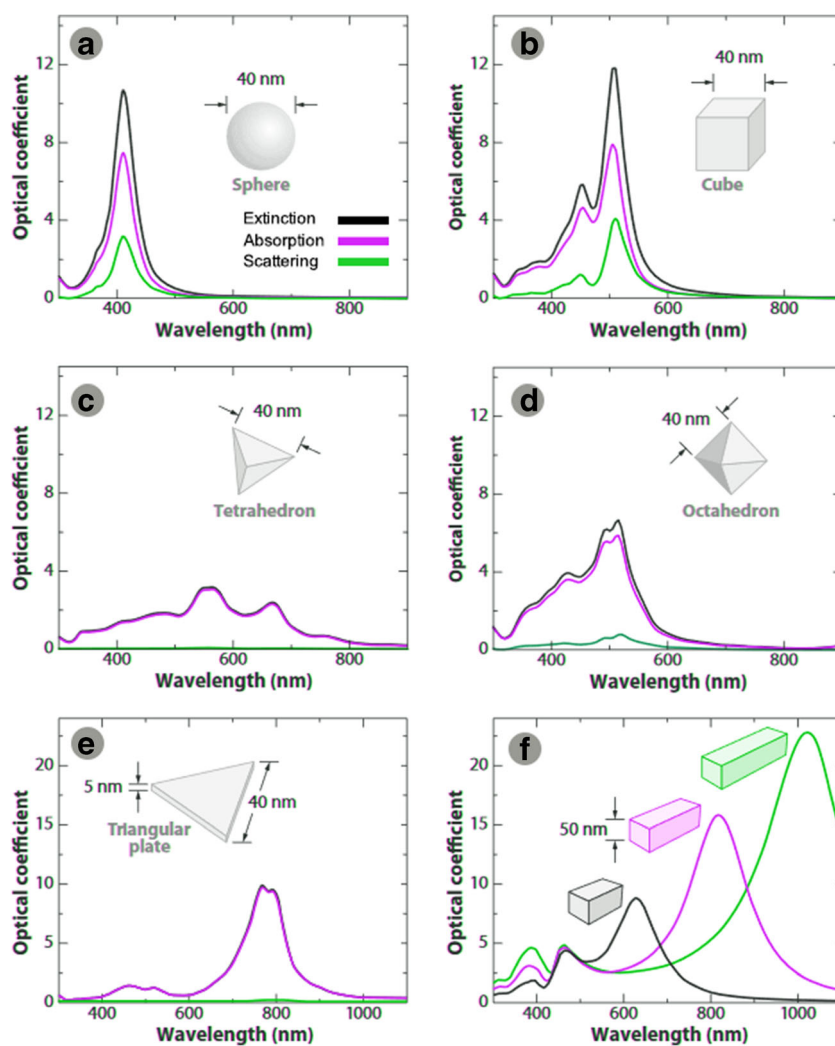 a
40 nm
Sphere
Extinction
Absorption
Scattering
Optical coefficient
12
8
4
0
400
600
800
Wavelength (nm)
b
40 nm
Cube
Optical coefficient
12
8
4
0
400
600
800
Wavelength (nm)
c
40 nm
Tetrahedron
Optical coefficient
12
8
4
0
400
600
800
Wavelength (nm)
d
40 nm
Octahedron
Optical coefficient
12
8
4
0
400
600
800
Wavelength (nm)
e
5 nm
40 nm
Triangular
plate
Optical coefficient
20
15
10
5
0
400
600
800
1000
Wavelength (nm)
f
50 nm
Optical coefficient
20
15
10
5
0
400
600
800
1000
Wavelength (nm)